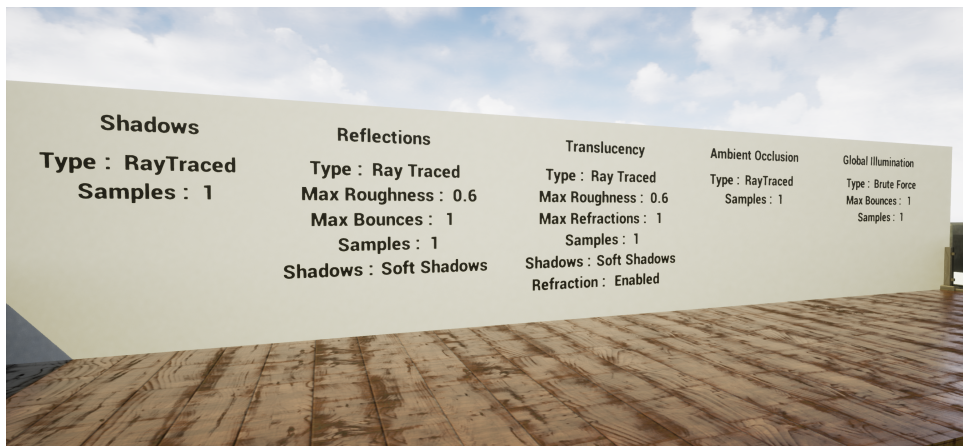 Shadows
Type : RayTraced
Samples : 1
Reflections
Type : Ray Traced
Max Roughness : 0.6
Max Bounces : 1
Samples : 1
Shadows : Soft Shadows
Translucency
Type : Ray Traced
Max Roughness : 0.6
Max Refractions : 1
Samples : 1
Shadows : Soft Shadows
Refraction : Enabled
Ambient Occlusion
Type : RayTraced
Samples : 1
Global Illumination
Type : Brute Force
Max Bounces : 1
Samples : 1